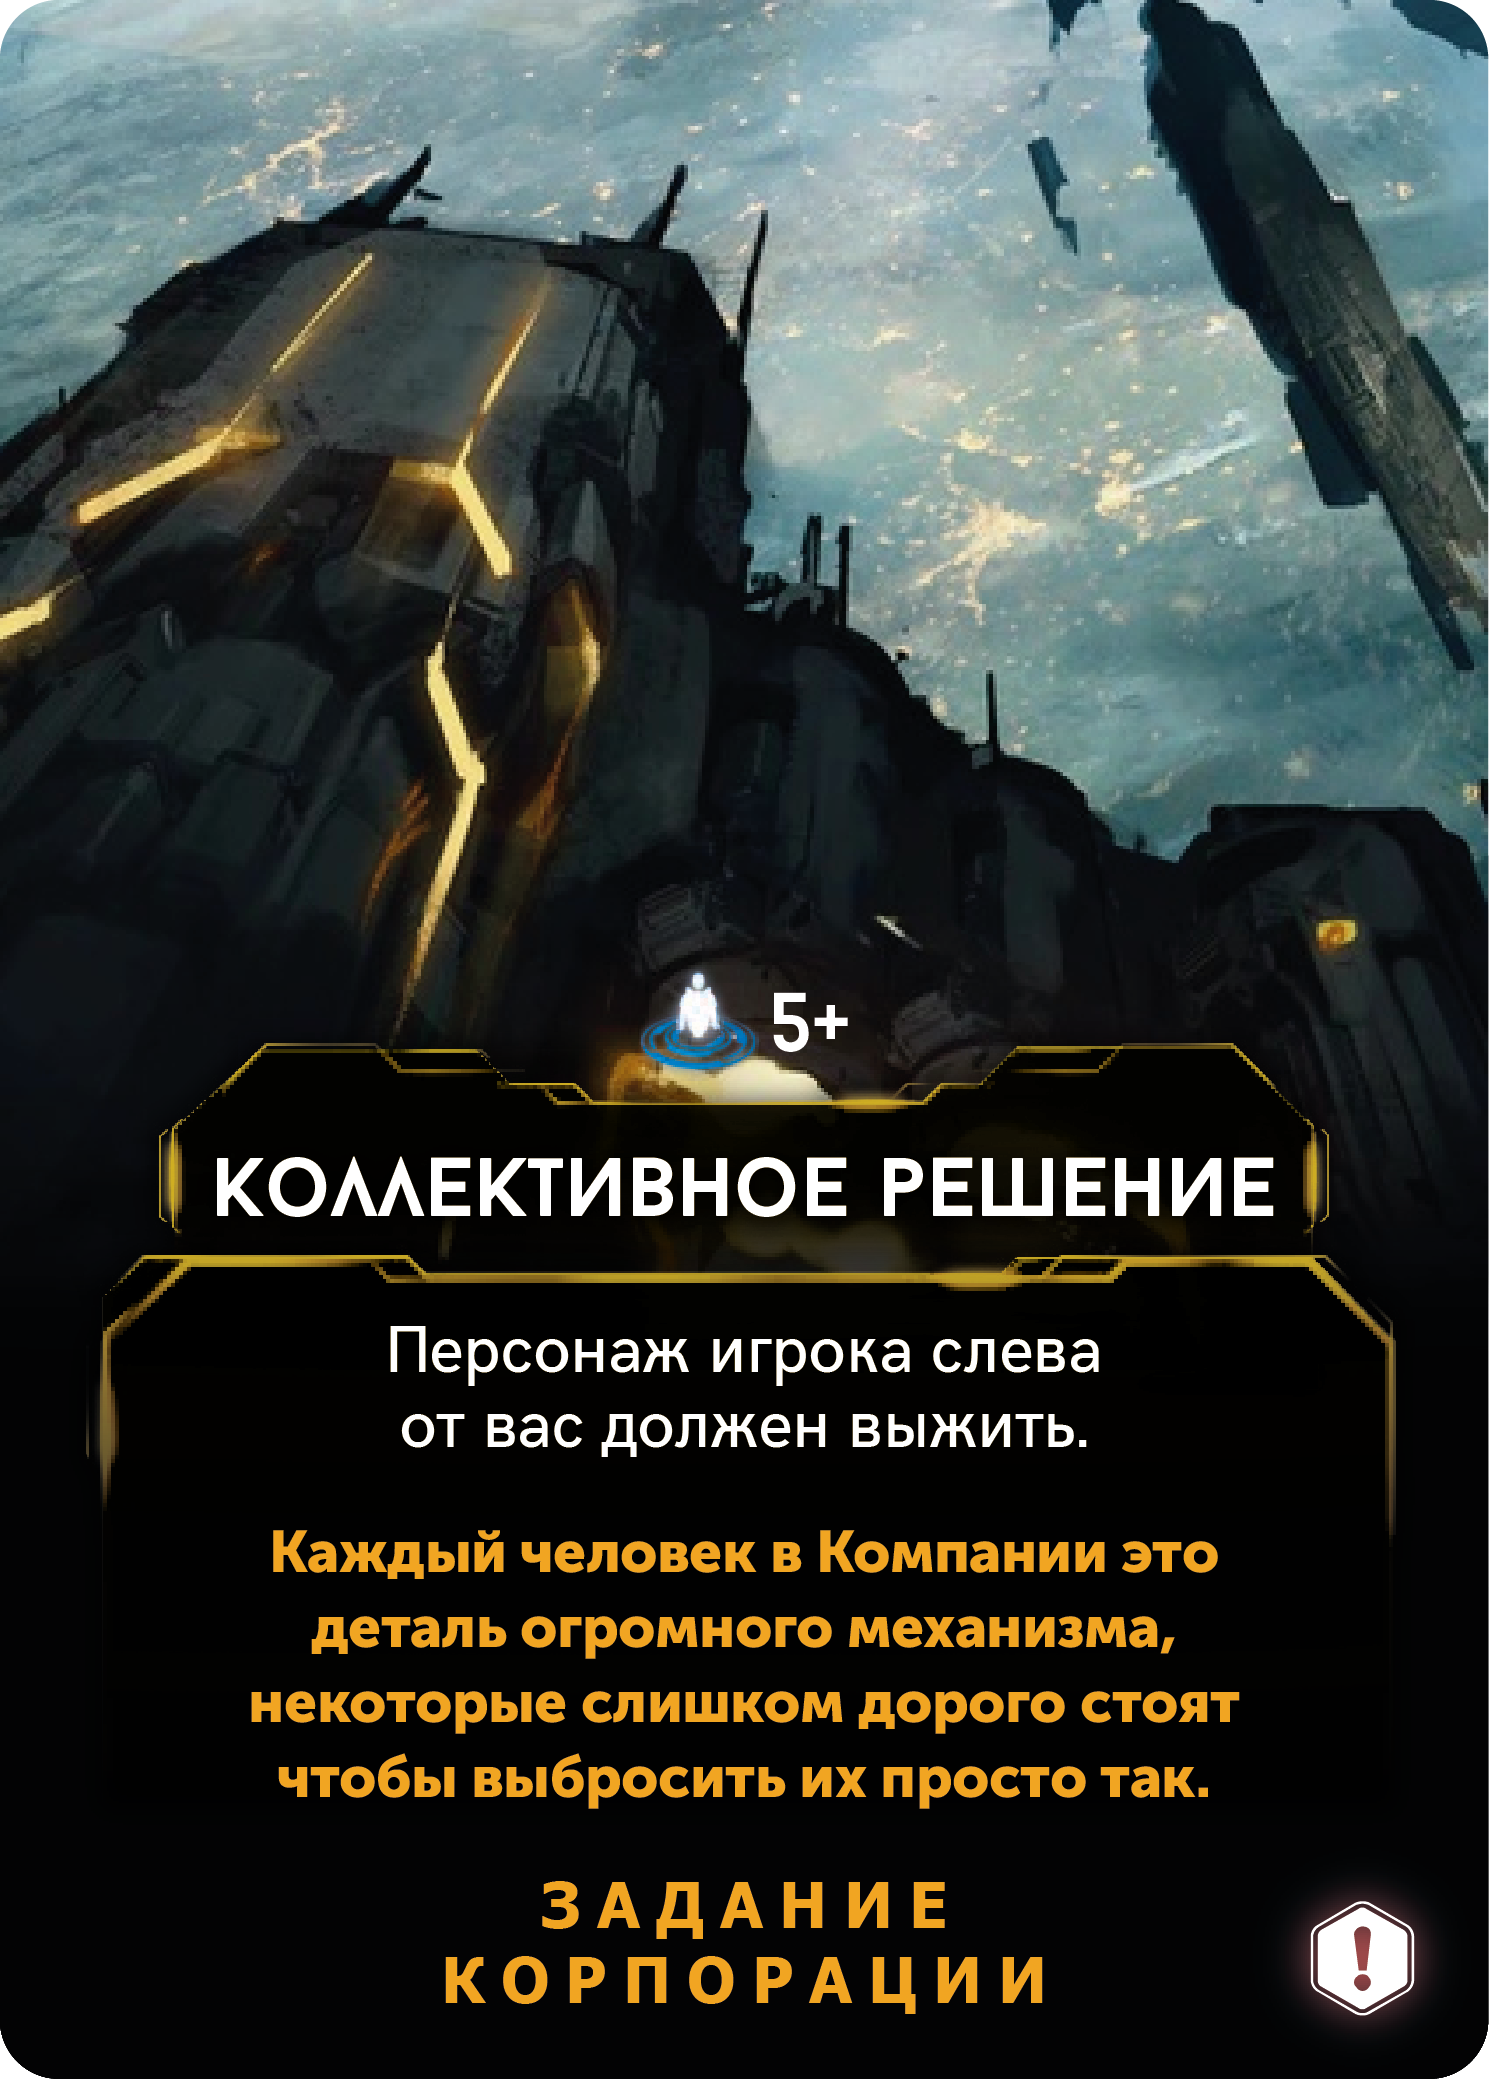 5+
КОЛЛЕКТИВНОЕ РЕШЕНИЕ
Персонаж игрока слева
от вас должен выжить.
Каждый человек в Компании это
деталь огромного механизма,
некоторые слишком дорого стоят
чтобы выбросить их просто так.
ЗАДАНИЕ
КОРПОРАЦИИ
!